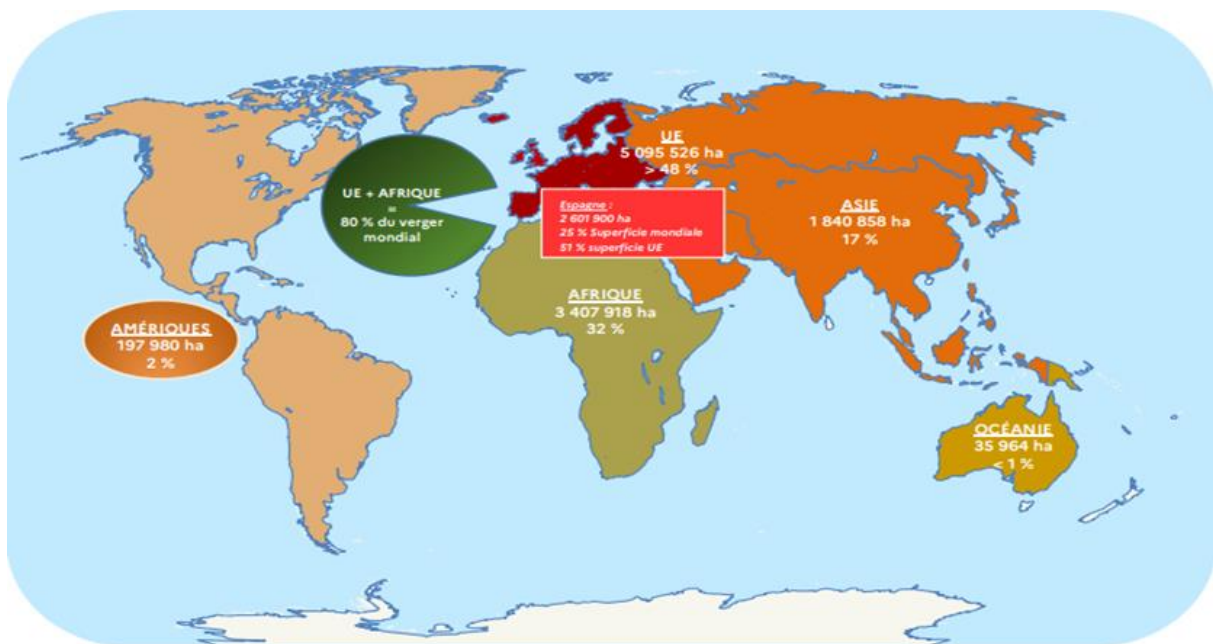 UE
5 095 526 ha
> 48 %
UE + AFRIQUE
=
80 % du verger
mondial
Espagne :
2 601 900 ha
25 % Superficie mondiale
51 % superficie UE
ASIE
1 840 858 ha
17 %
AFRIQUE
3 407 918 ha
32 %
AMÉRIQUES
197 980 ha
2 %
OCÉANIE
35 964 ha
< 1 %